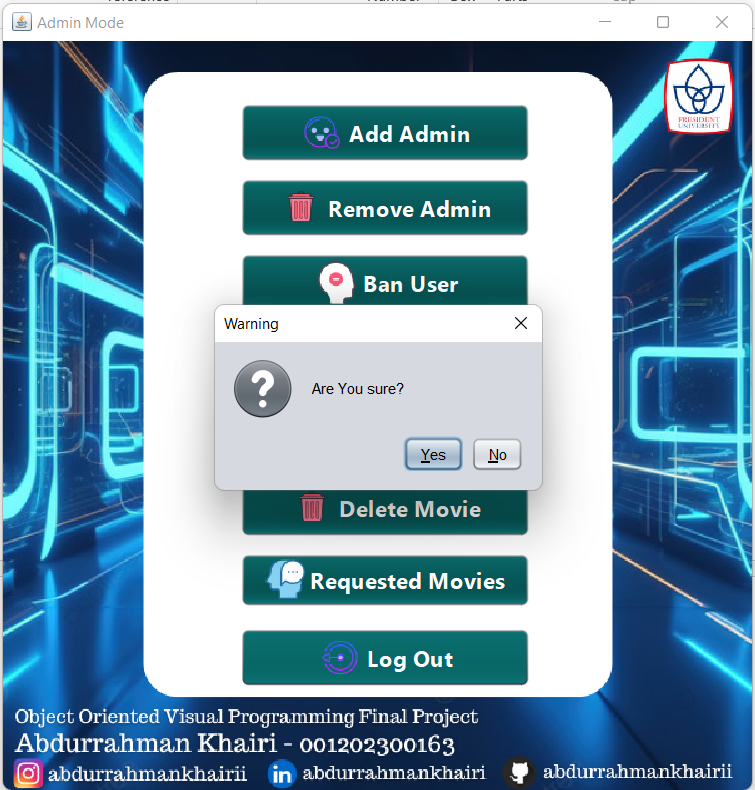 Admin Mode
PRESIDENT
UNIVERSITY
Add Admin
Remove Admin
Ban User
Warning
Are You sure?
Yes
No
Delete Movie
Requested Movies
Log Out
Object Oriented Visual Programming Final Project
Abdurrahman Khairi - 001202300163
abdurrahmankhairii
in
abdurrahmankhairi
abdurrahmankhairii